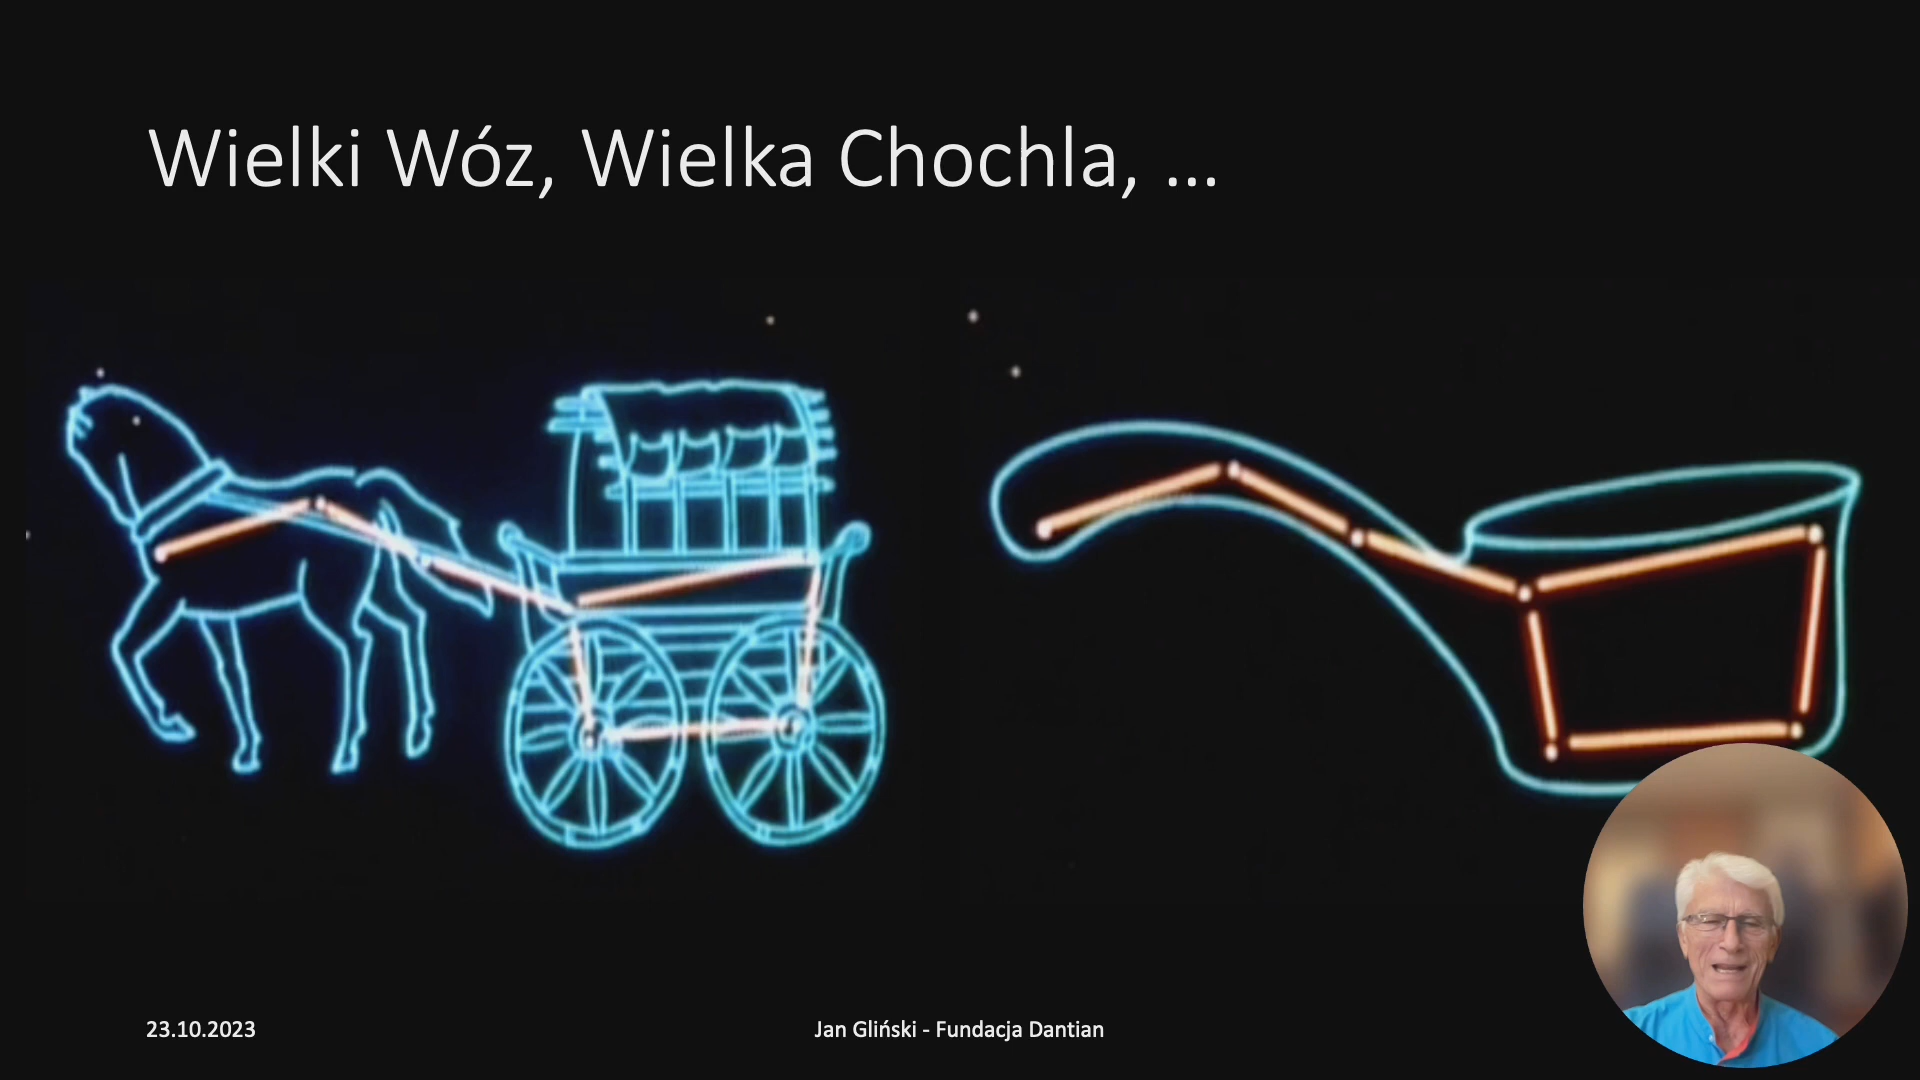 Wielki Wóz, Wielka Chochla, ...
23.10.2023
Jan Gliński - Fundacja Dantian